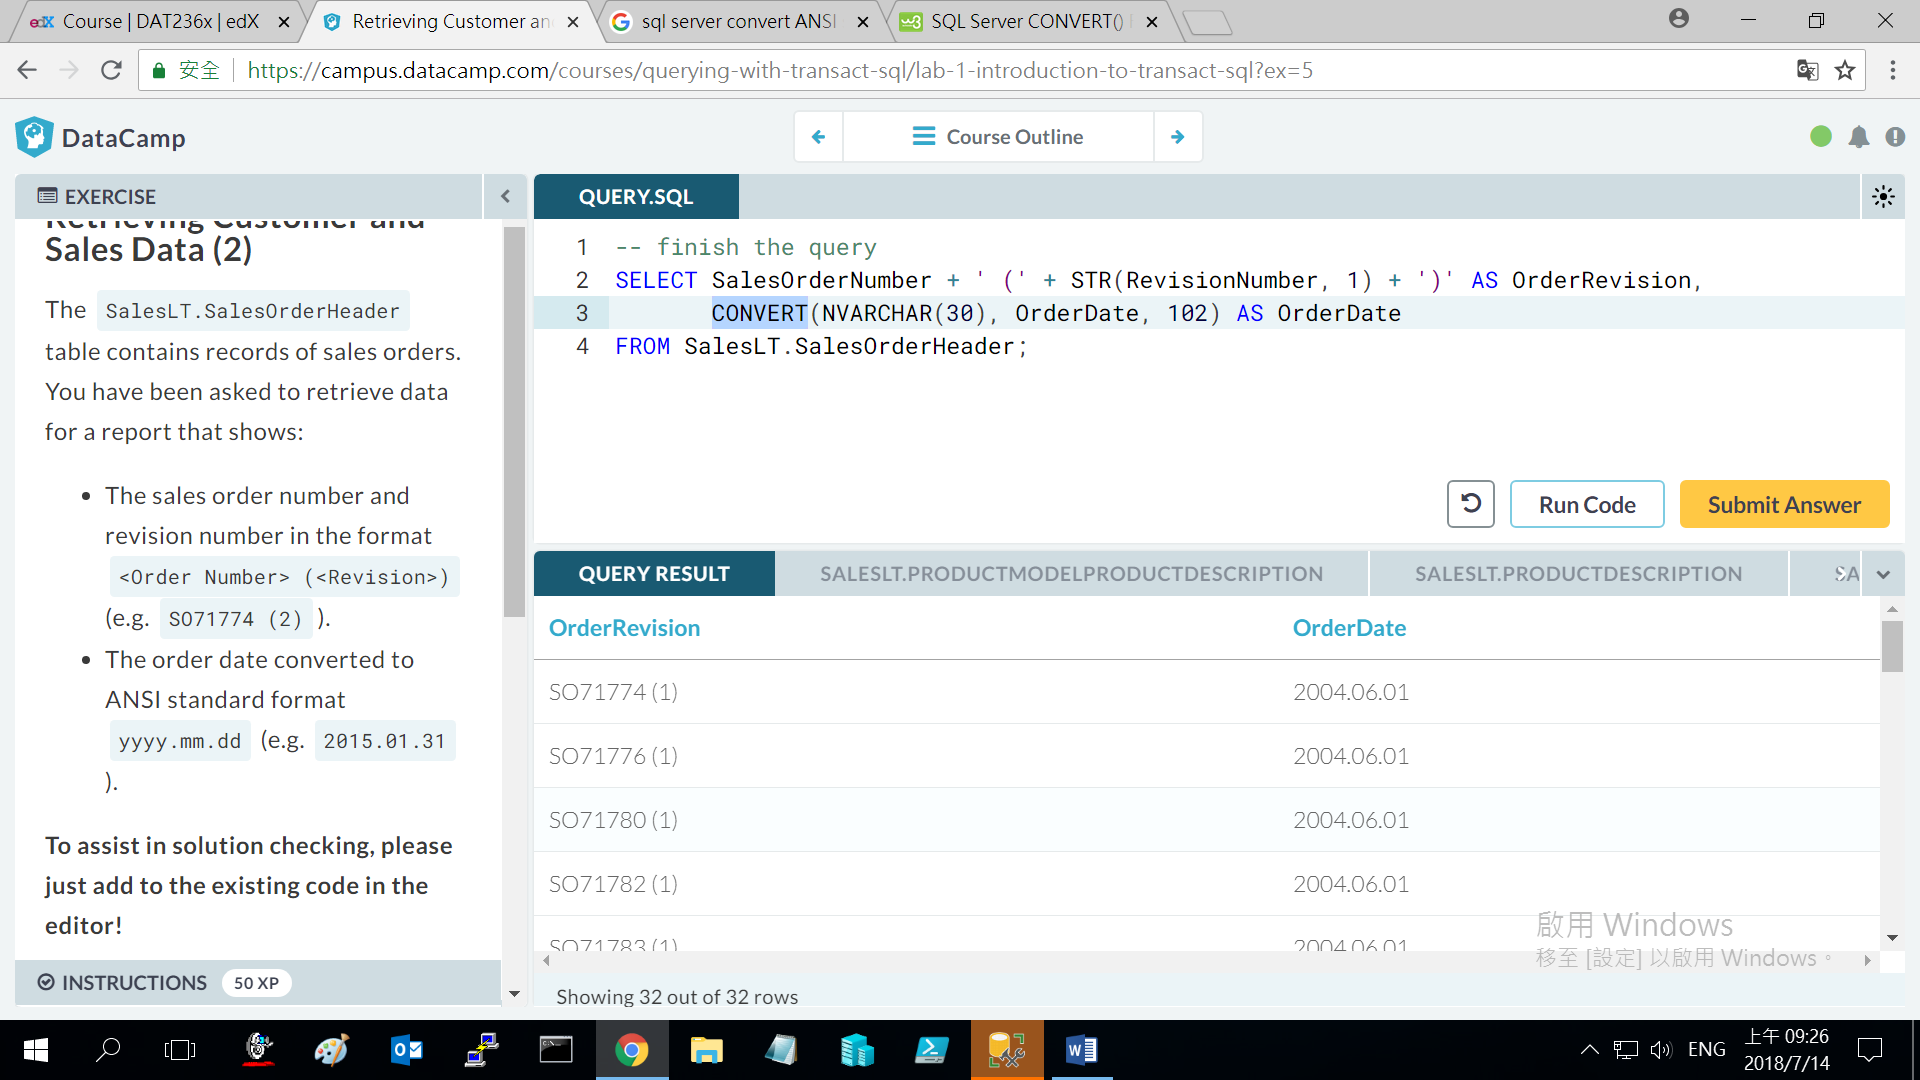 Course | DAT236x | edX
Retrieving Customer an
sql server convert ANSI
SQL Server CONVERT()
安全
https://campus.datacamp.com/courses/querying-with-transact-sql/lab-1-introduction-to-transact-sql?ex=5
DataCamp
Course Outline
EXERCISE
Retrieving Customer and
Sales Data (2)
The SalesLT.SalesOrderHeader
table contains records of sales orders.
You have been asked to retrieve data
for a report that shows:
The sales order number and
revision number in the format
<Order Number> (<Revision>)
(e.g. SO71774 (2) ).
The order date converted to
ANSI standard format
yyyy.mm.dd (e.g. 2015.01.31
).
To assist in solution checking, please
just add to the existing code in the
editor!
INSTRUCTIONS 50 XP
QUERY.SQL
1 -- finish the query
2 SELECT SalesOrderNumber + ' (' + STR(RevisionNumber, 1) + ')' AS OrderRevision,
3 CONVERT(NVARCHAR(30), OrderDate, 102) AS OrderDate
4 FROM SalesLT.SalesOrderHeader;
Run Code
Submit Answer
QUERY RESULT
SALESLT.PRODUCTMODELPRODUCTDESCRIPTION
SALESLT.PRODUCTDESCRIPTION
SA
OrderRevision OrderDate
SO71774 (1) 2004.06.01
SO71776 (1) 2004.06.01
SO71780 (1) 2004.06.01
SO71782 (1) 2004.06.01
SO71783 (1) 2004.06.01
Showing 32 out of 32 rows
啟用 Windows
移至 [設定] 以啟用 Windows。
ENG
上午 09:26
2018/7/14